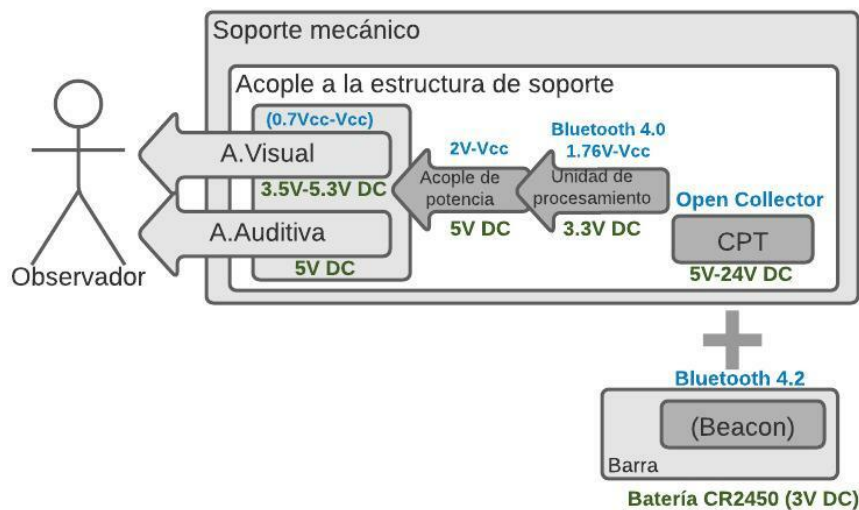 Soporte mecánico
Acople a la estructura de soporte
(0.7Vcc-Vcc)
A.Visual
3.5V-5.3V DC
A.Auditiva
5V DC
2V-Vcc
Acople de
potencia
5V DC
Bluetooth 4.0
1.76V-Vcc
Unidad de
procesamiento
3.3V DC
Open Collector
CPT
5V-24V DC
Observador
Bluetooth 4.2
(Beacon)
Barra
Batería CR2450 (3V DC)